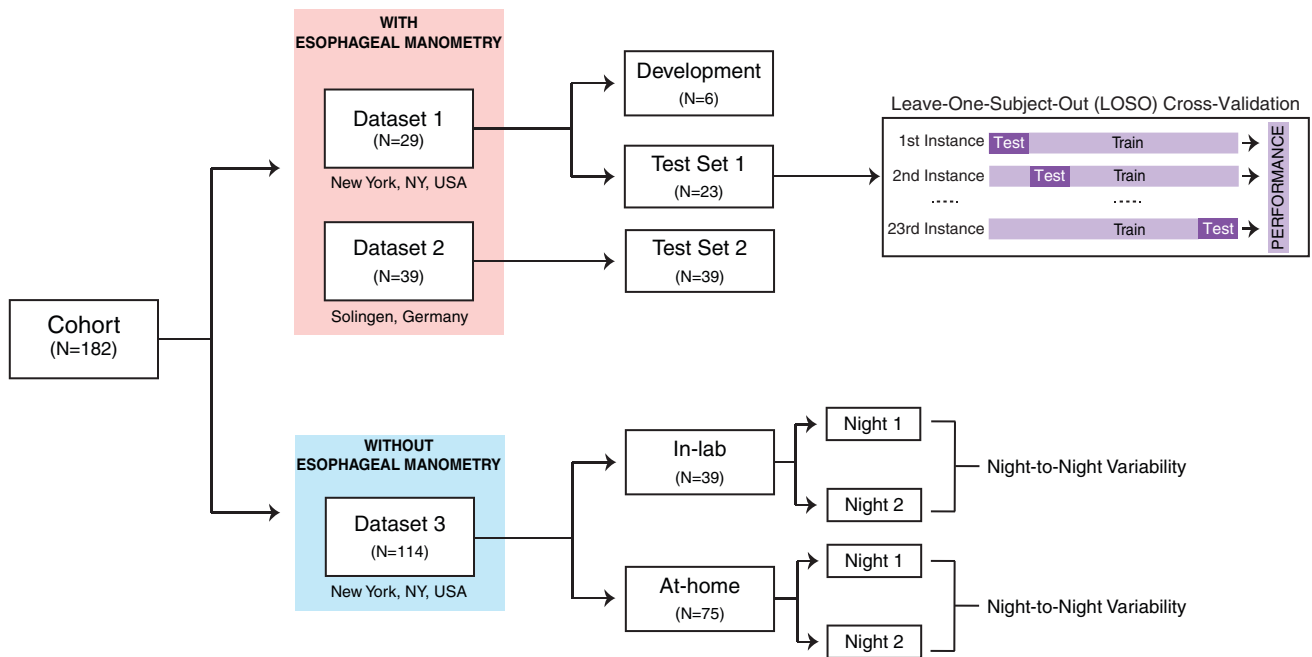 Cohort
(N=182)
WITH
ESOPHAGEAL MANOMETRY
Dataset 1
(N=29)
New York, NY, USA
Dataset 2
(N=39)
Solingen, Germany
Development
(N=6)
Test Set 1
(N=23)
Test Set 2
(N=39)
Leave-One-Subject-Out (LOSO) Cross-Validation
1st Instance Test Train
2nd Instance Test Train
..... .....
23rd Instance Train Test
PERFORMANCE
WITHOUT
ESOPHAGEAL MANOMETRY
Dataset 3
(N=114)
New York, NY, USA
In-lab
(N=39)
Night 1
Night 2
Night-to-Night Variability
At-home
(N=75)
Night 1
Night 2
Night-to-Night Variability